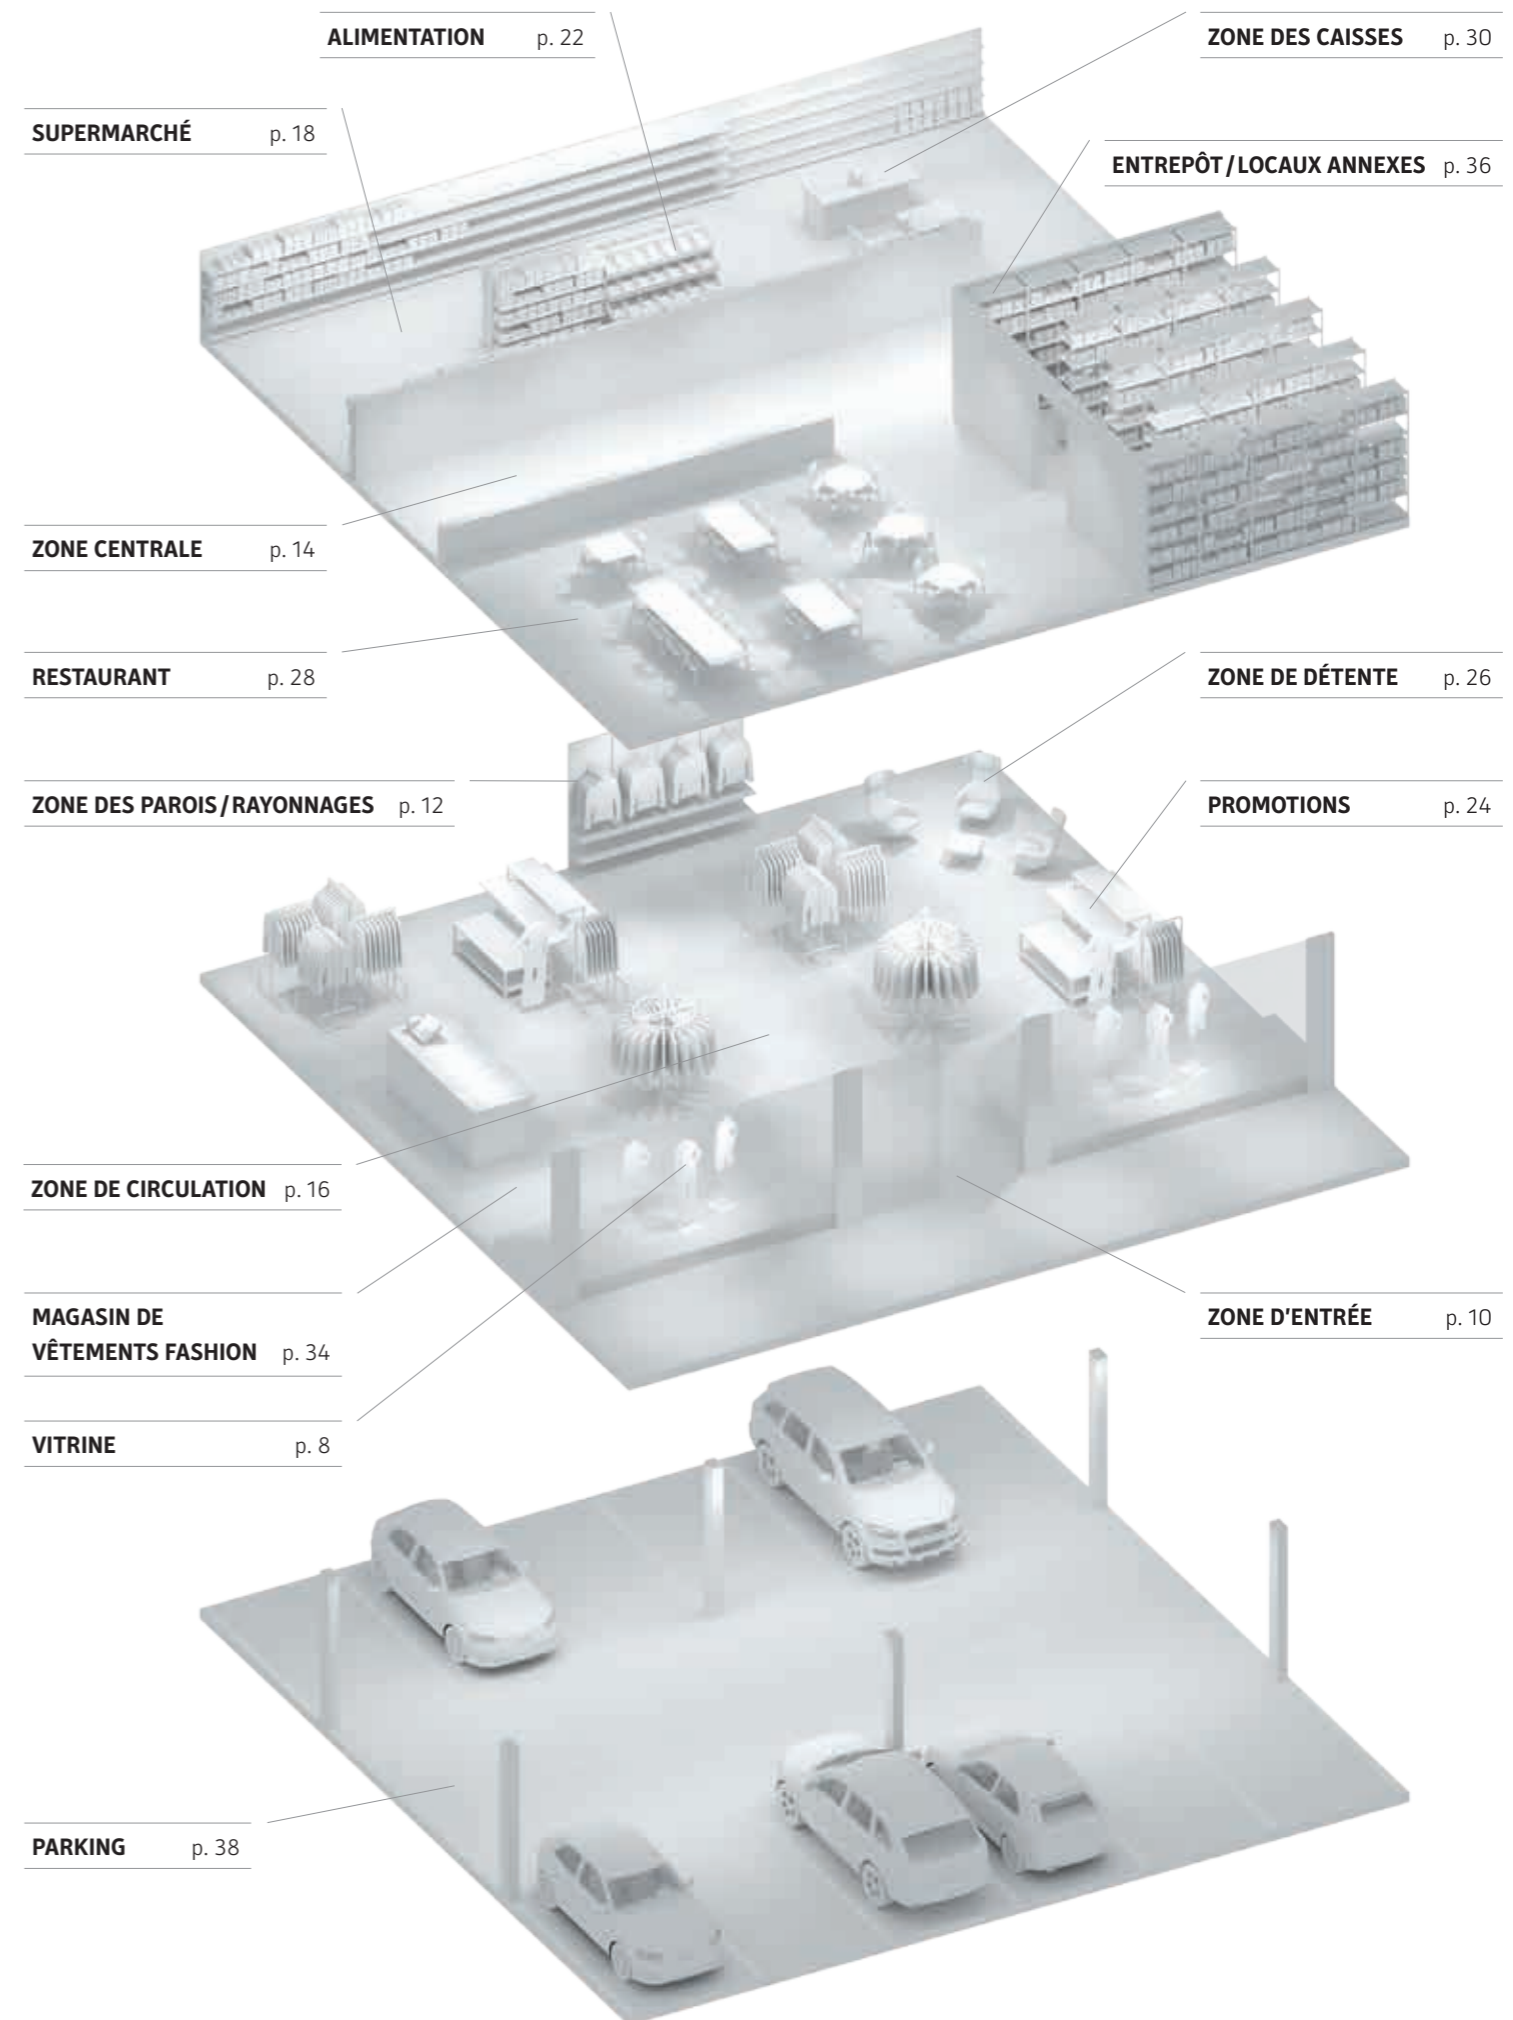 ALIMENTATION p. 22
ZONE DES CAISSES p. 30
SUPERMARCHÉ p. 18
ENTREPÔT / LOCAUX ANNEXES p. 36
ZONE CENTRALE p. 14
RESTAURANT p. 28
ZONE DE DÉTENTE p. 26
ZONE DES PAROIS / RAYONNAGES p. 12
PROMOTIONS p. 24
ZONE DE CIRCULATION p. 16
MAGASIN DE
VÊTEMENTS FASHION p. 34
ZONE D'ENTRÉE p. 10
VITRINE p. 8
PARKING p. 38